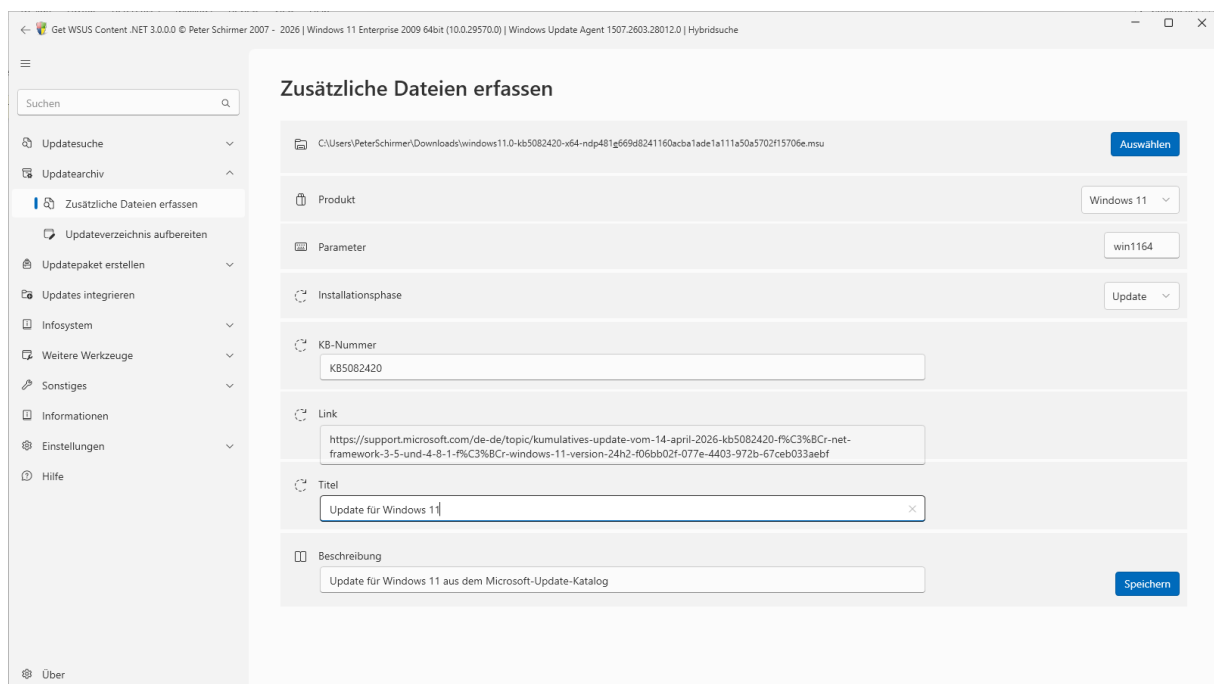 Get WSUS Content .NET 3.0.0.0 © Peter Schirmer 2007 - 2026 | Windows 11 Enterprise 2009 64bit (10.0.29570.0) | Windows Update Agent 1507.2603.28012.0 | Hybridsuche
Suchen
Updatesuche
Updatearchiv
Zusätzliche Dateien erfassen
Updateverzeichnis aufbereiten
Updatepaket erstellen
Updates integrieren
Infosystem
Weitere Werkzeuge
Sonstiges
Informationen
Einstellungen
Hilfe
Über
Zusätzliche Dateien erfassen
C:\Users\PeterSchirmer\Downloads\windows11.0-kb5082420-x64-ndp481_e669d8241160acba1ade1a111a50a5702f15706e.msu
Auswählen
Produkt
Windows 11
Parameter
win1164
Installationsphase
Update
KB-Nummer
KB5082420
Link
https://support.microsoft.com/de-de/topic/kumulatives-update-vom-14-april-2026-kb5082420-f%C3%BCr-net-
framework-3-5-und-4-8-1-f%C3%BCr-windows-11-version-24h2-f06bb02f-077e-4403-972b-67ceb033aebf
Titel
Update für Windows 11
Beschreibung
Update für Windows 11 aus dem Microsoft-Update-Katalog
Speichern